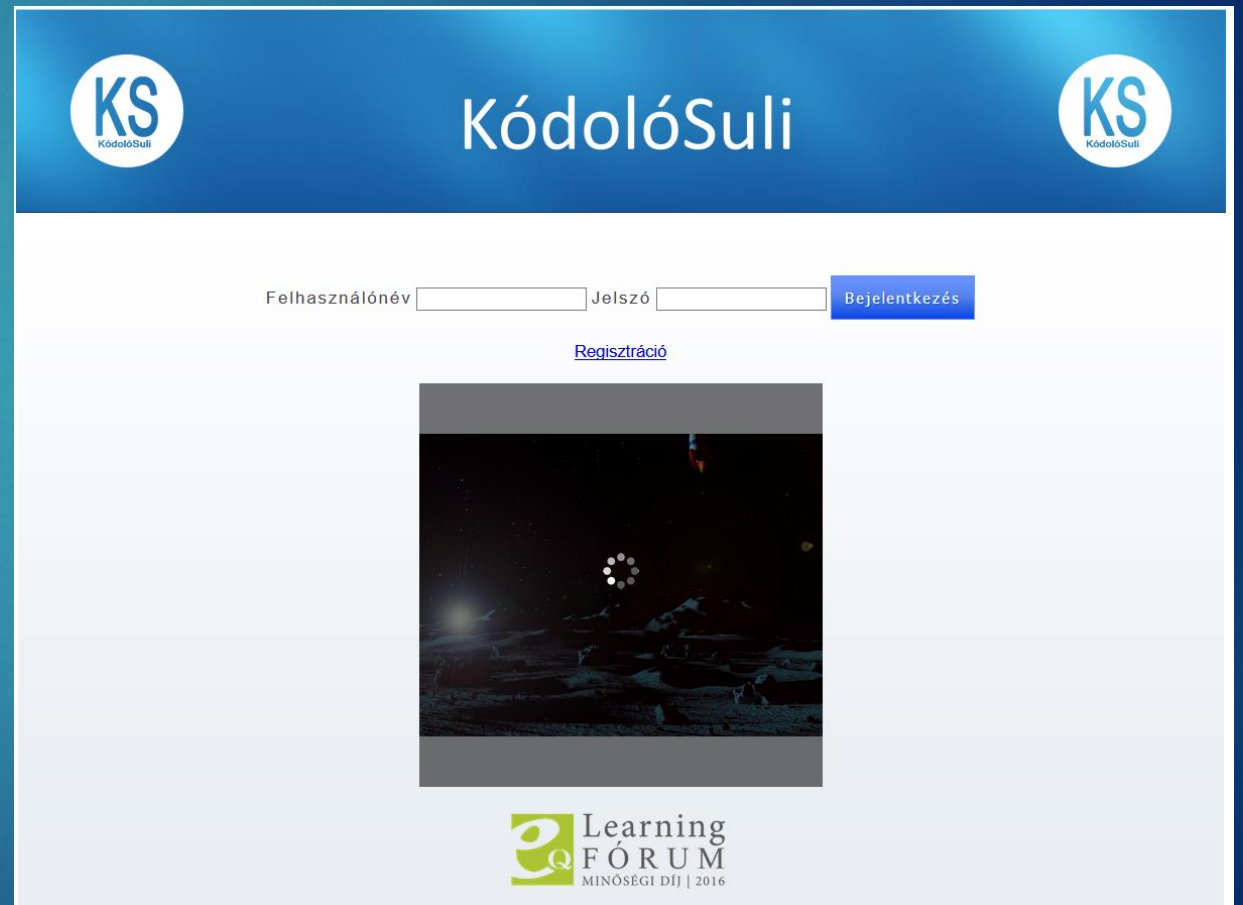 KS
KódolóSuli
KódolóSuli
KS
KódolóSuli
Felhasználónév Jelszó Bejelentkezés
Regisztráció
e Learning
Q FÓRUM
MINŐSÉGI DÍJ | 2016